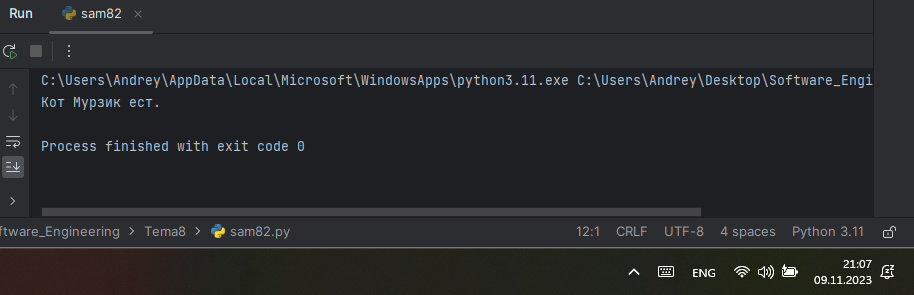 Run sam82
C:\Users\Andrey\AppData\Local\Microsoft\WindowsApps\python3.11.exe C:\Users\Andrey\Desktop\Software_Engi
Кот Мурзик ест.
Process finished with exit code 0
ftware_Engineering > Tema8 > sam82.py 12:1 CRLF UTF-8 4 spaces Python 3.11
ENG 21:07
09.11.2023